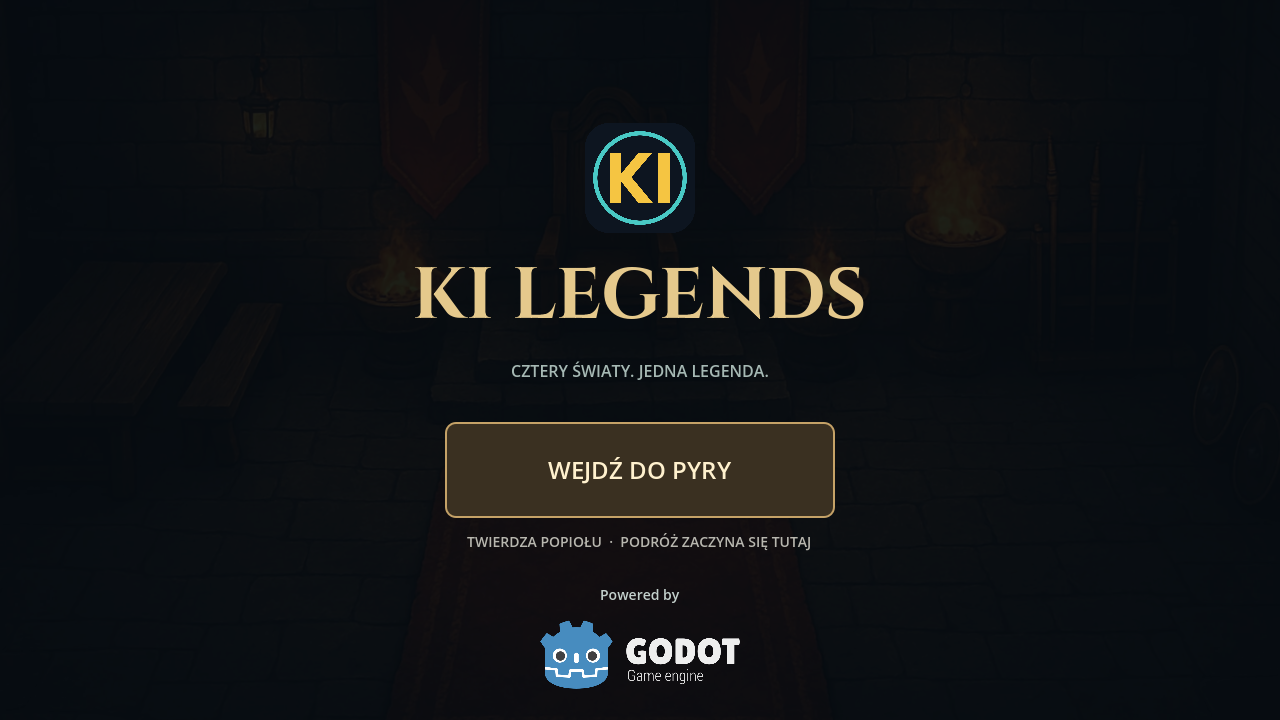 KI
KI LEGENDS
CZTERY ŚWIATY. JEDNA LEGENDA.
WEJDŹ DO PYRY
TWIERDZA POPIOŁU · PODRÓŻ ZACZYNA SIĘ TUTAJ
Powered by
GODOT
Game engine